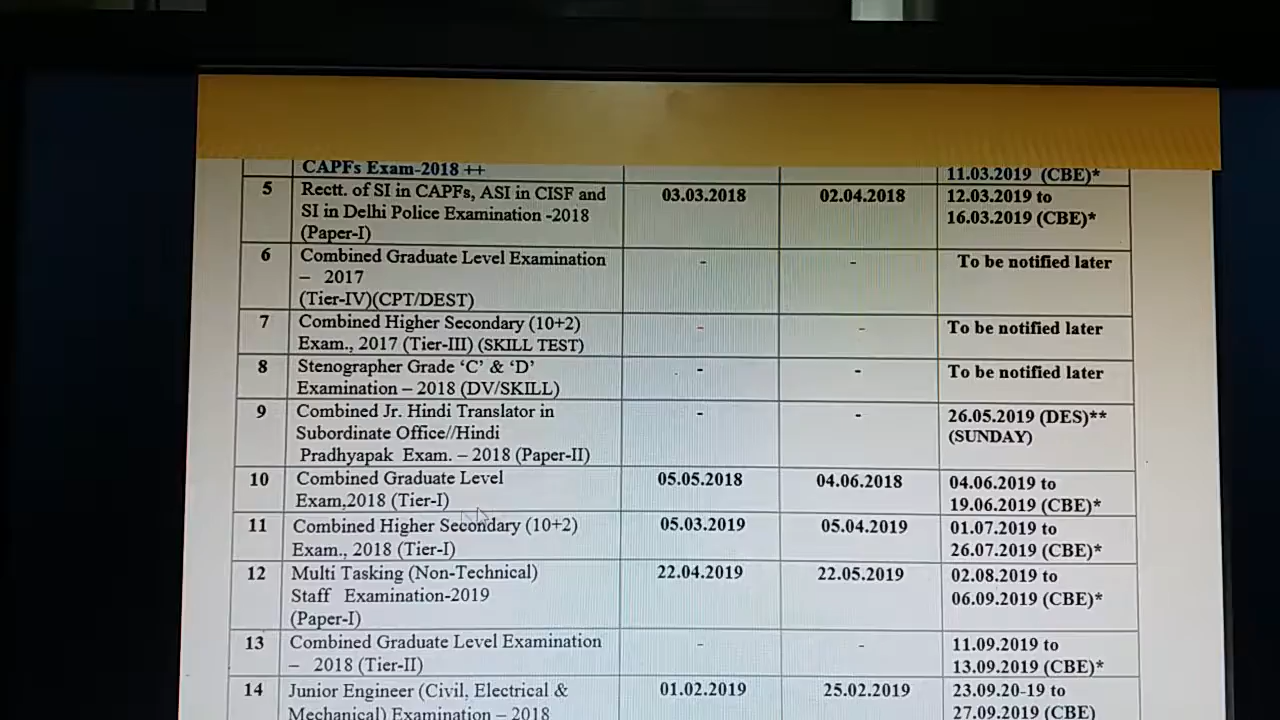 CAPFs Exam-2018 ++ 11.03.2019 (CBE)*
5 Rectt. of SI in CAPFs, ASI in CISF and 03.03.2018 02.04.2018 12.03.2019 to
SI in Delhi Police Examination -2018 16.03.2019 (CBE)*
(Paper-I)
6 Combined Graduate Level Examination - - To be notified later
– 2017
(Tier-IV)(CPT/DEST)
7 Combined Higher Secondary (10+2) - - To be notified later
Exam., 2017 (Tier-III) (SKILL TEST)
8 Stenographer Grade ‘C’ & ‘D’ - - To be notified later
Examination – 2018 (DV/SKILL)
9 Combined Jr. Hindi Translator in - - 26.05.2019 (DES)**
Subordinate Office//Hindi (SUNDAY)
Pradhyapak Exam. – 2018 (Paper-II)
10 Combined Graduate Level 05.05.2018 04.06.2018 04.06.2019 to
Exam,2018 (Tier-I) 19.06.2019 (CBE)*
11 Combined Higher Secondary (10+2) 05.03.2019 05.04.2019 01.07.2019 to
Exam., 2018 (Tier-I) 26.07.2019 (CBE)*
12 Multi Tasking (Non-Technical) 22.04.2019 22.05.2019 02.08.2019 to
Staff Examination-2019 06.09.2019 (CBE)*
(Paper-I)
13 Combined Graduate Level Examination - - 11.09.2019 to
– 2018 (Tier-II) 13.09.2019 (CBE)*
14 Junior Engineer (Civil, Electrical & 01.02.2019 25.02.2019 23.09.20-19 to
Mechanical) Examination – 2018 27.09.2019 (CBE)